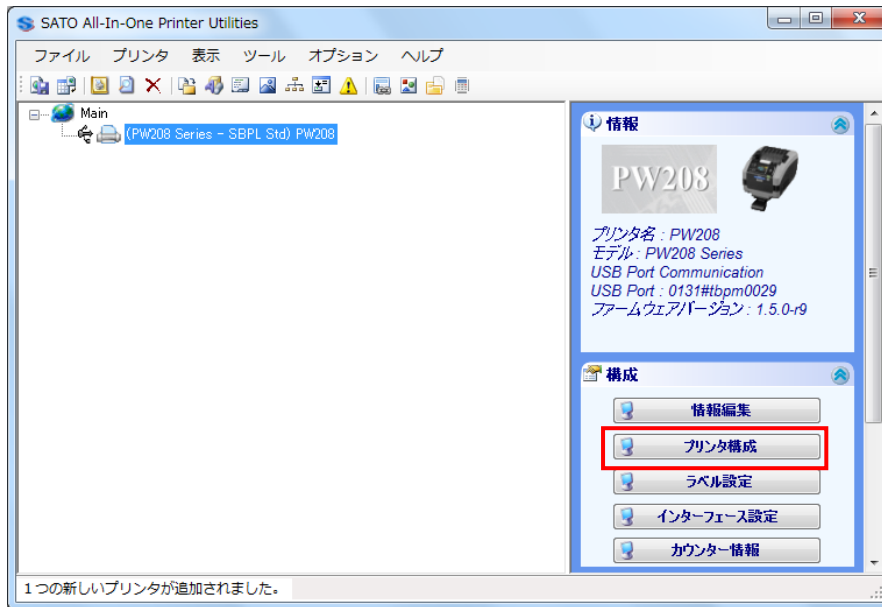 SATO All-In-One Printer Utilities
ファイル プリンタ 表示 ツール オプション ヘルプ
Main
(PW208 Series - SBPL Std) PW208
情報
PW208
プリンタ名 : PW208
モデル : PW208 Series
USB Port Communication
USB Port : 0131#tbpm0029
ファームウェアバージョン : 1.5.0-r9
構成
情報編集
プリンタ構成
ラベル設定
インターフェース設定
カウンター情報
1つの新しいプリンタが追加されました。